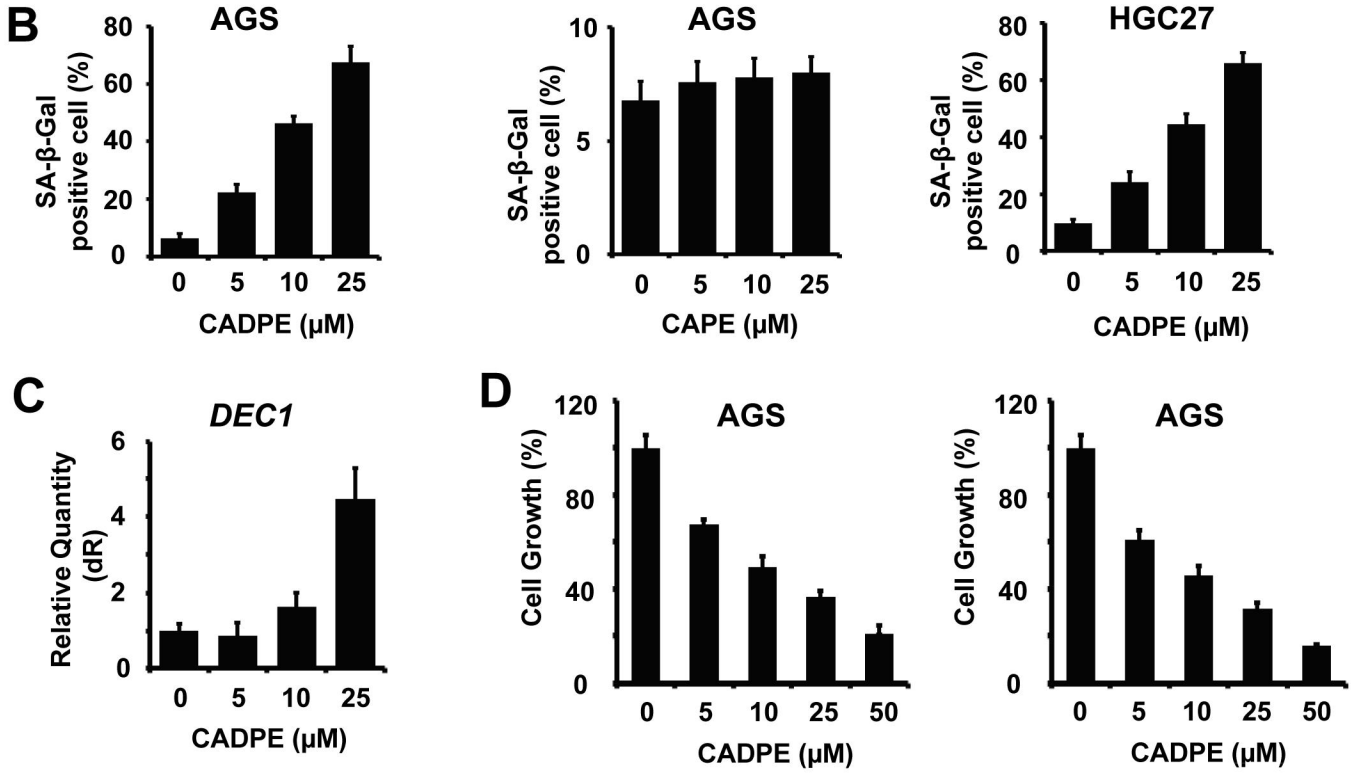 B
AGS
SA-β-Gal
positive cell (%)
80
60
40
20
0
0 5 10 25
CADPE (µM)
AGS
SA-β-Gal
positive cell (%)
10
5
0
0 5 10 25
CAPE (µM)
HGC27
SA-β-Gal
positive cell (%)
80
60
40
20
0
0 5 10 25
CADPE (µM)
C
DEC1
Relative Quantity
(dR)
6
4
2
0
0 5 10 25
CADPE (µM)
D
AGS
Cell Growth (%)
120
80
40
0
0 5 10 25 50
CADPE (µM)
AGS
Cell Growth (%)
120
80
40
0
0 5 10 25 50
CADPE (µM)